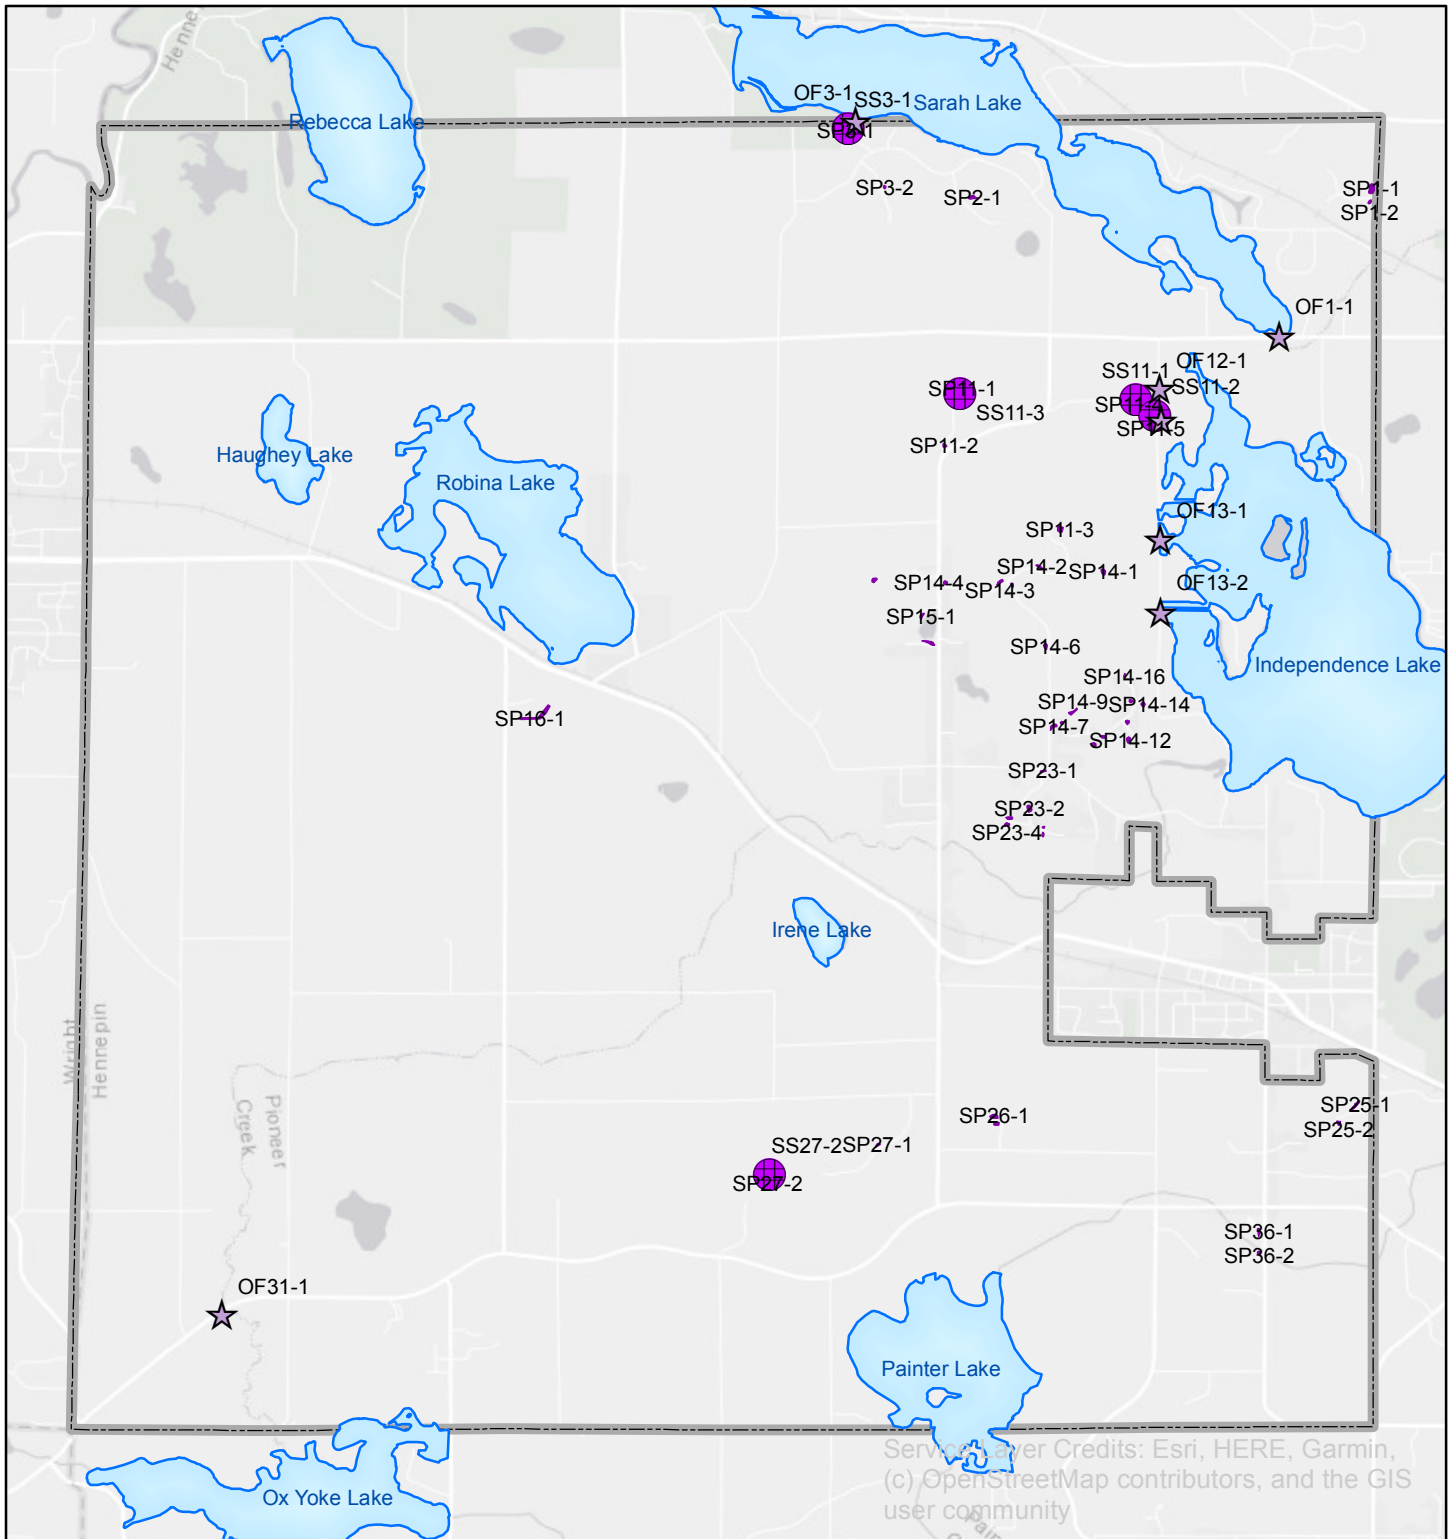 Henne
OF3-1
SS3-1
Sarah Lake
Rebecca Lake
SP3-2
SP2-1
SP1-1
SP1-2
OF1-1
OF12-1
SS11-1
SS11-2
SP11-1
SP11-4
SS11-3
SP11-5
SP11-2
Haughey Lake
Robina Lake
OF13-1
SP11-3
SP14-2
SP14-1
SP14-4
SP14-3
OF13-2
SP15-1
SP14-6
Independence Lake
SP14-16
SP14-9
SP14-14
SP16-1
SP14-7
SP14-12
SP23-1
SP23-2
SP23-4
Irene Lake
Wright
Hennepin
Pioneer
Creek
SP26-1
SP25-1
SP25-2
SS27-2
SP27-1
SP27-2
SP36-1
SP36-2
OF31-1
Painter Lake
Service Layer Credits: Esri, HERE, Garmin,
(c) OpenStreetMap contributors, and the GIS
user community
Ox Yoke Lake